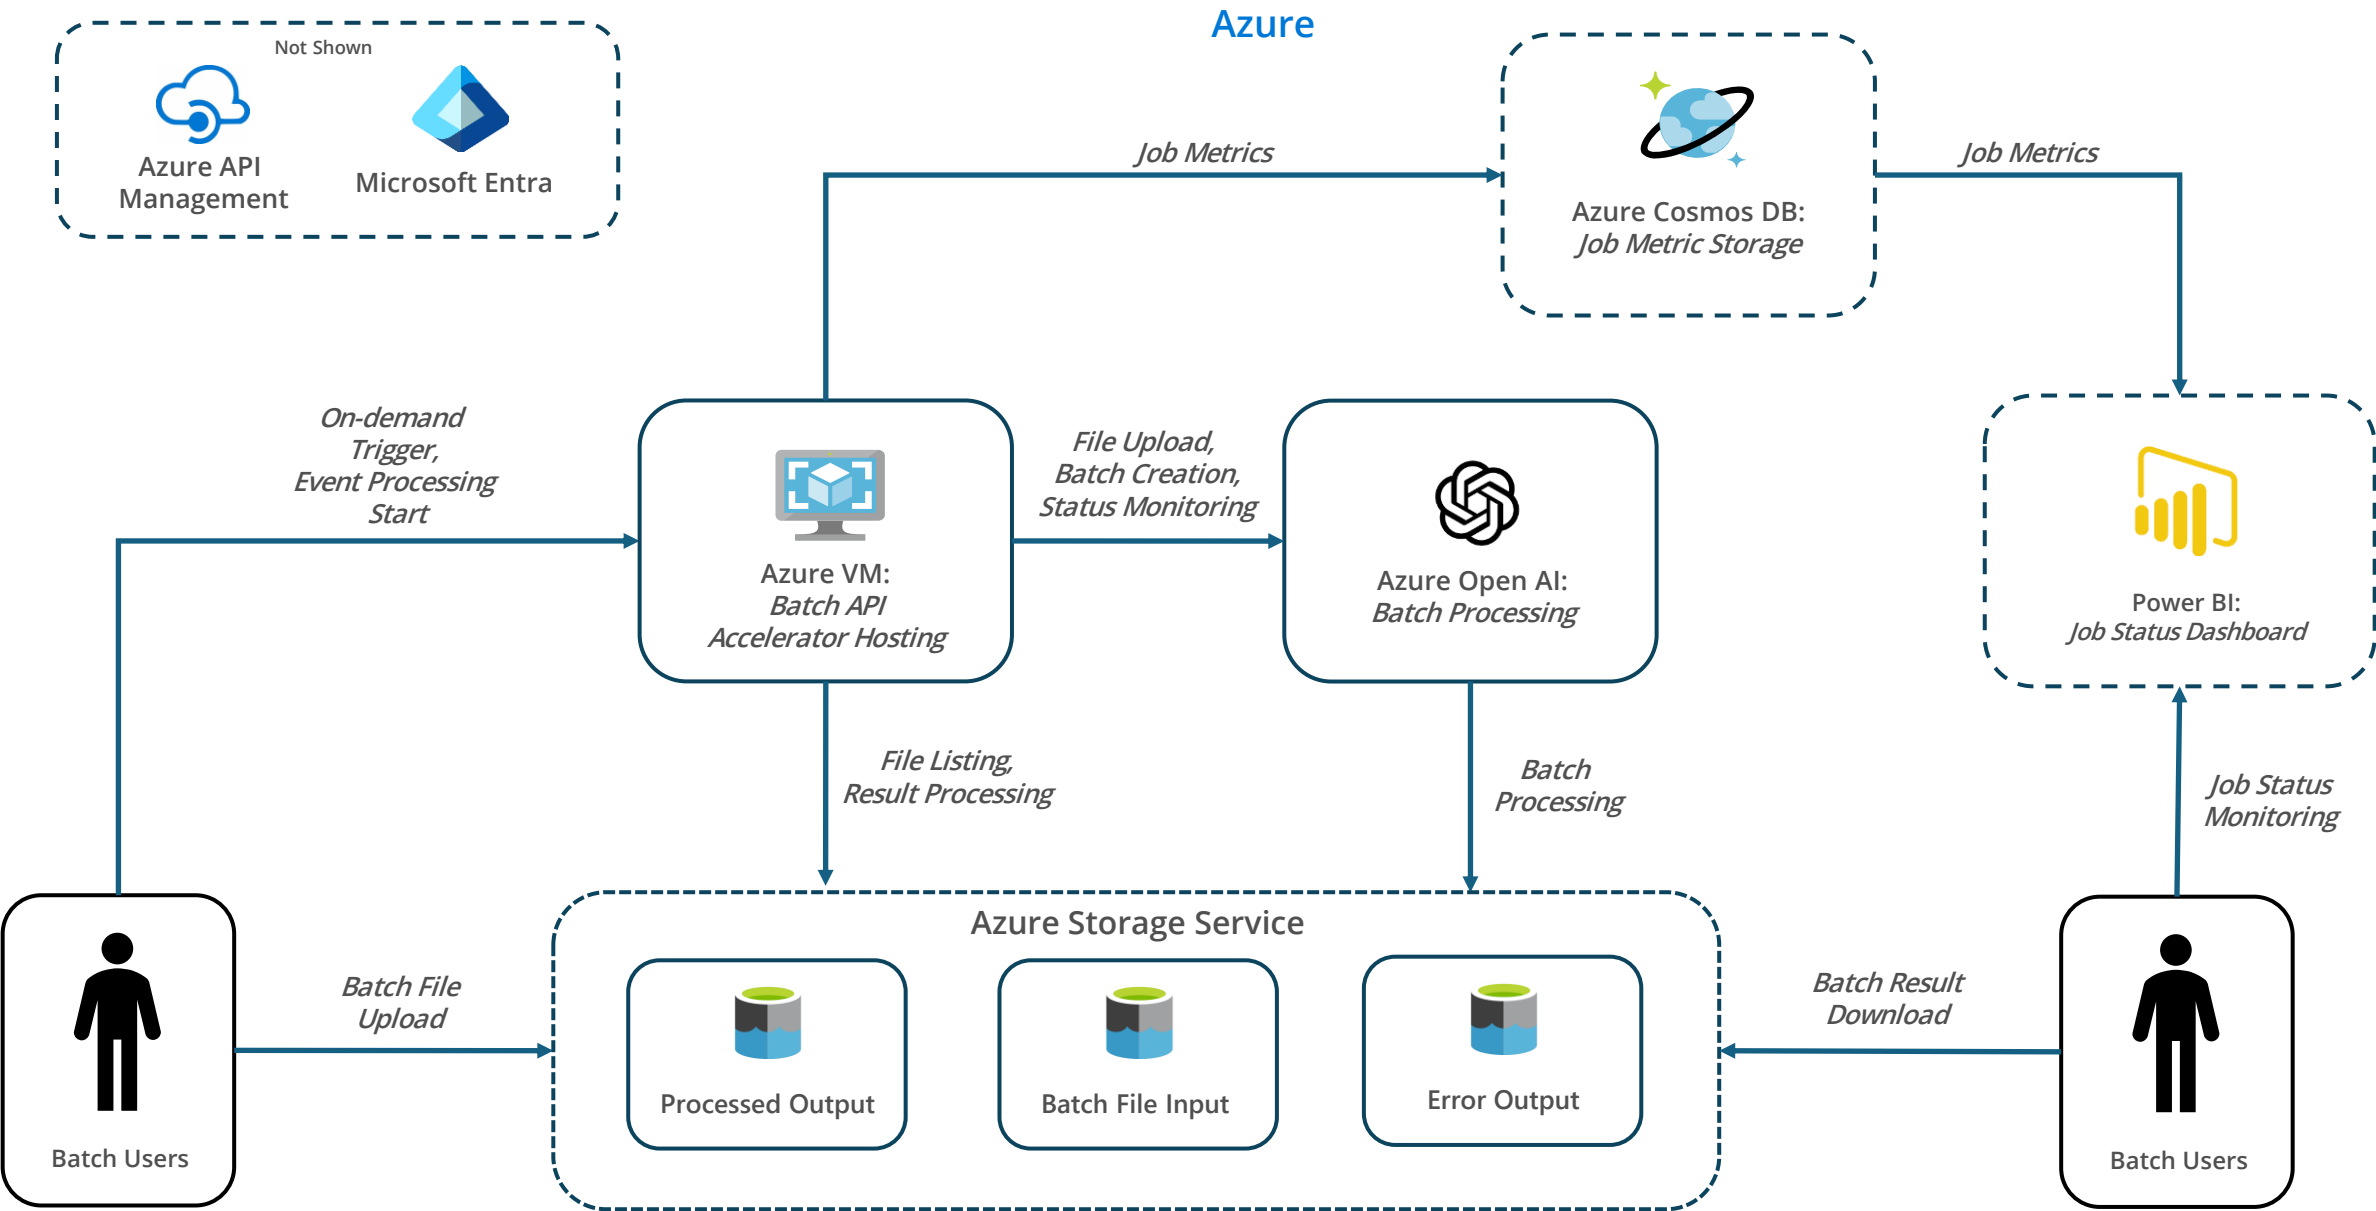 Azure
Not Shown
Azure API
Management
Microsoft Entra
Job Metrics
Azure Cosmos DB:
Job Metric Storage
Job Metrics
On-demand
Trigger,
Event Processing
Start
Azure VM:
Batch API
Accelerator Hosting
File Upload,
Batch Creation,
Status Monitoring
Azure Open AI:
Batch Processing
Power BI:
Job Status Dashboard
File Listing,
Result Processing
Batch
Processing
Job Status
Monitoring
Batch Users
Batch File
Upload
Azure Storage Service
Processed Output
Batch File Input
Error Output
Batch Result
Download
Batch Users